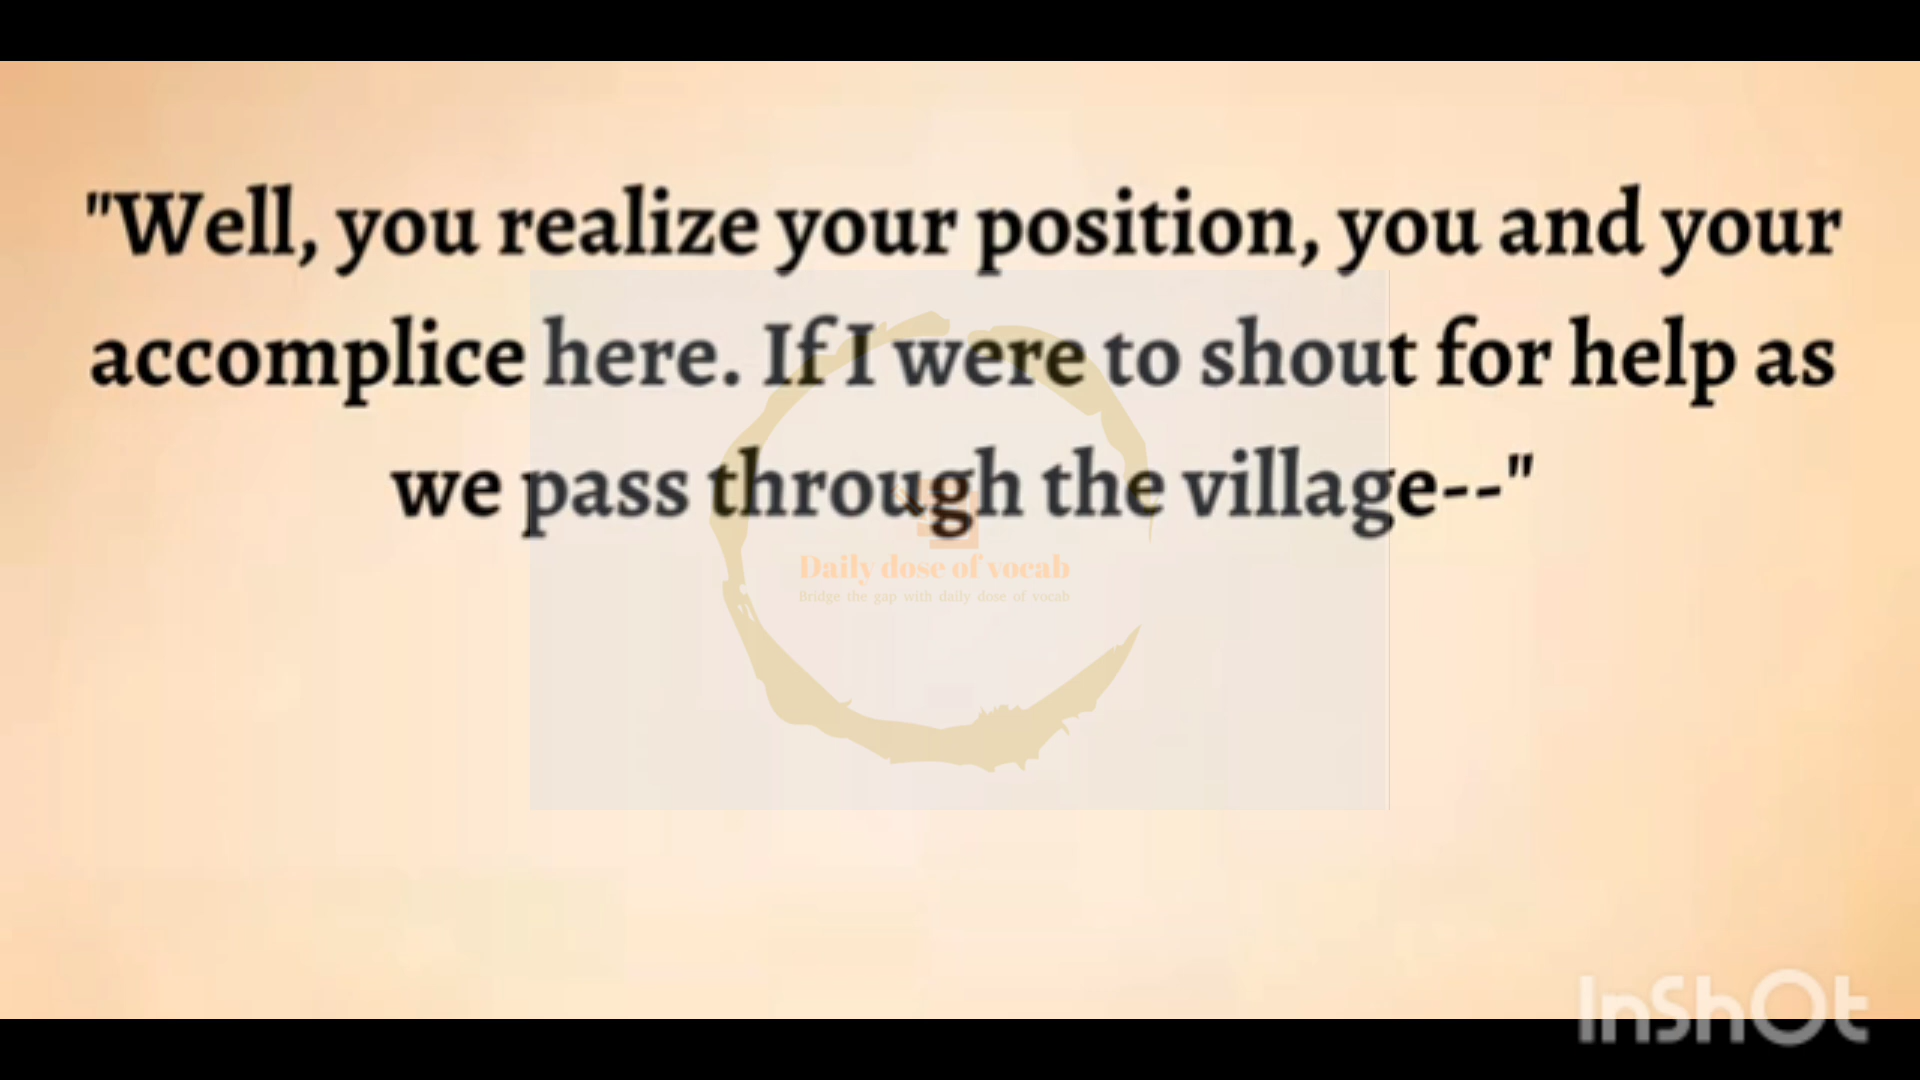 "Well, you realize your position, you and your
accomplice here. If I were to shout for help as
we pass through the village--"
Daily dose of vocab
Bridge the gap with daily dose of vocab
InShOt